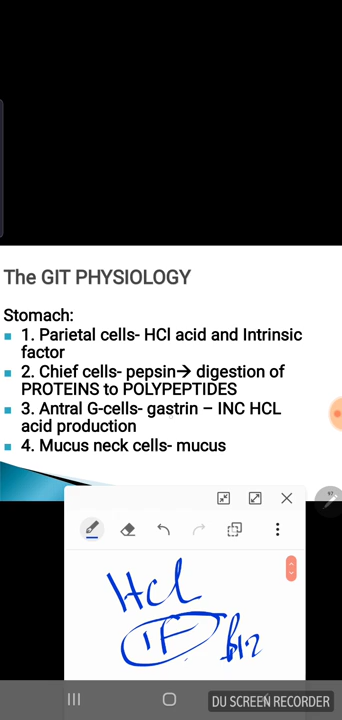 The GIT PHYSIOLOGY
Stomach:
1. Parietal cells- HCl acid and Intrinsic
factor
2. Chief cells- pepsin→ digestion of
PROTEINS to POLYPEPTIDES
3. Antral G-cells- gastrin – INC HCL
acid production
4. Mucus neck cells- mucus
HCl
IF B12
DU SCREEN RECORDER